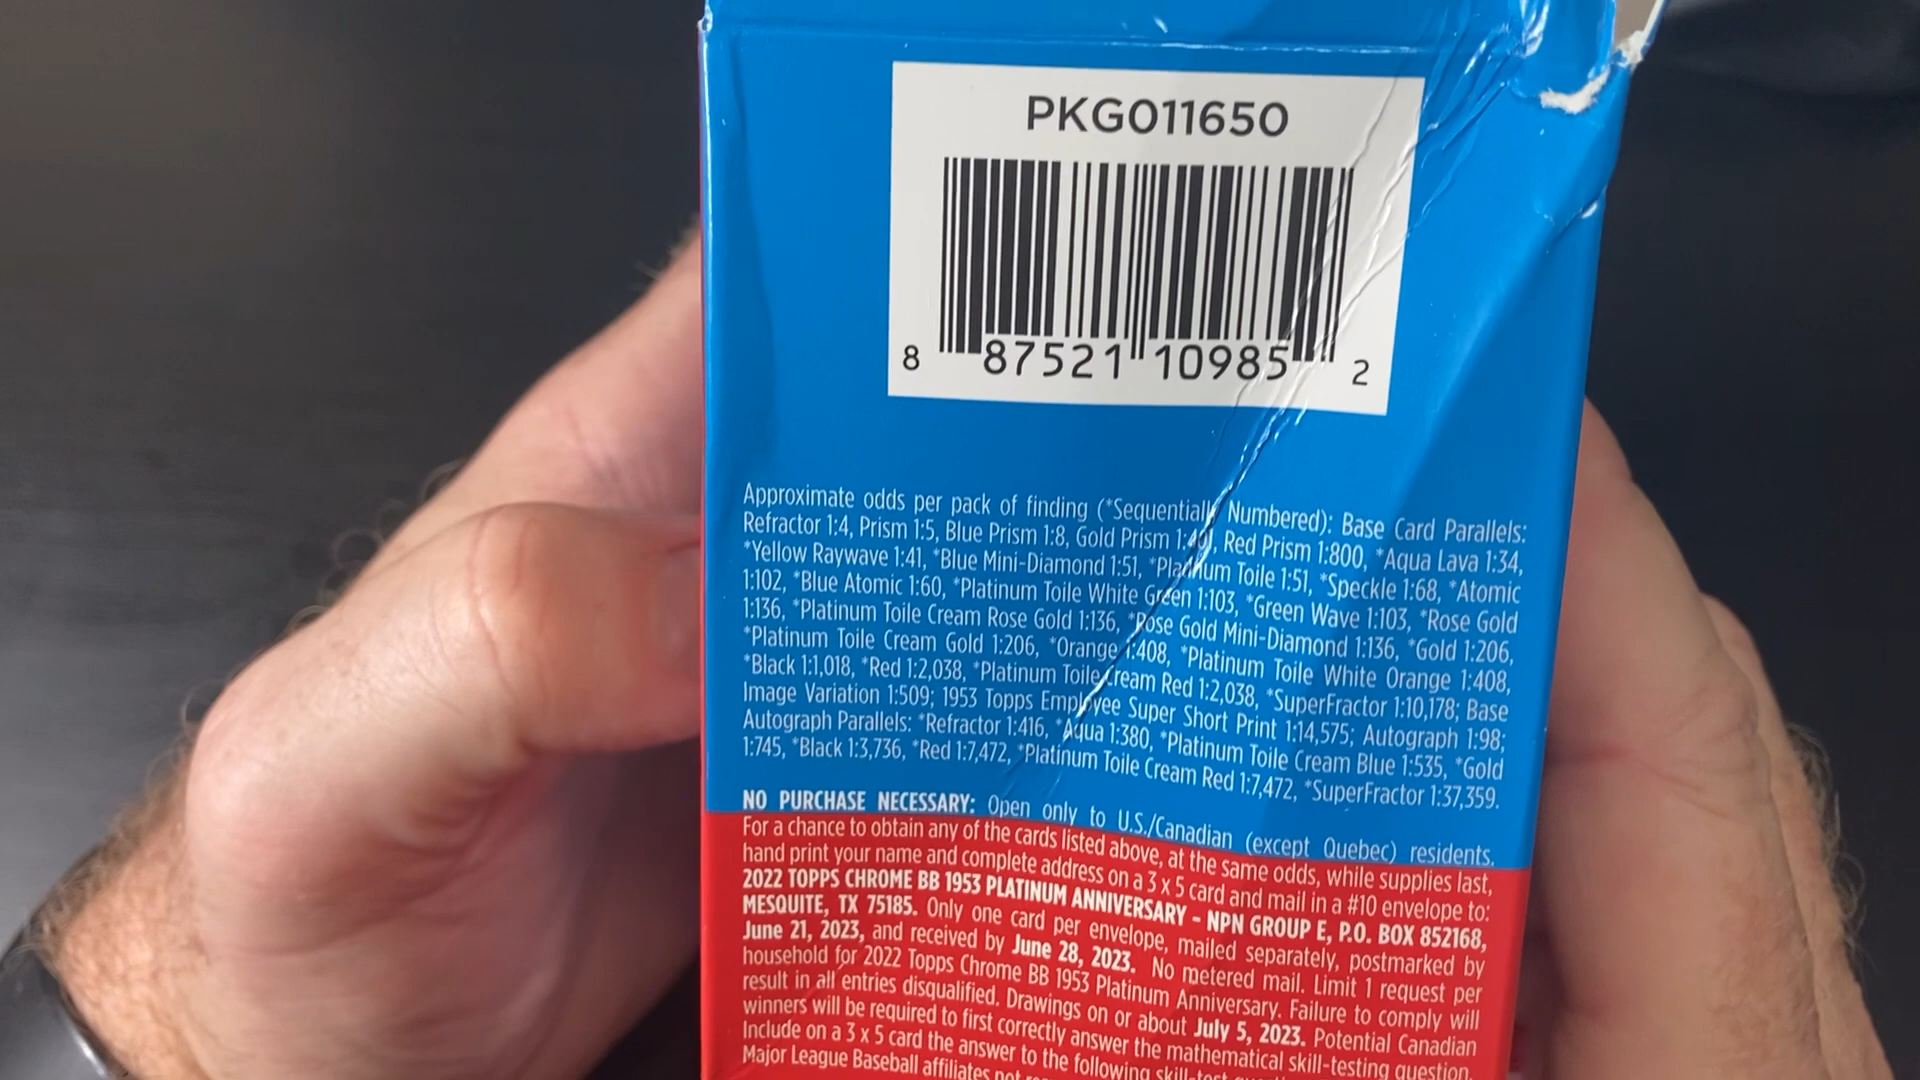 PKG011650
8 87521 10985 2
Approximate odds per pack of finding (*Sequentially Numbered): Base Card Parallels:
Refractor 1:4, Prism 1:5, Blue Prism 1:8, Gold Prism Red Prism 1:800, *Aqua Lava 1:34,
*Yellow Raywave 1:41, *Blue Mini-Diamond 1:51, *Platinum Toile 1:51, *Speckle 1:68, *Atomic
1:102, *Blue Atomic 1:60, *Platinum Toile White Green 1:103, *Green Wave 1:103, *Rose Gold
1:136, *Platinum Toile Cream Rose Gold 1:136, *Rose Gold Mini-Diamond 1:136, *Gold 1:206,
*Platinum Toile Cream Gold 1:206, *Orange 1:408, *Platinum Toile White Orange 1:408,
*Black 1:1,018, *Red 1:2,038, *Platinum Toile Cream Red 1:2,038, *SuperFractor 1:10,178; Base
Image Variation 1:509; 1953 Topps Employee Super Short Print 1:14,575; Autograph 1:98;
Autograph Parallels: *Refractor 1:416, *Aqua 1:380, *Platinum Toile Cream Blue 1:535, *Gold
1:745, *Black 1:3,736, *Red 1:7,472, *Platinum Toile Cream Red 1:7,472, *SuperFractor 1:37,359.
NO PURCHASE NECESSARY: Open only to U.S./Canadian (except Quebec) residents.
For a chance to obtain any of the cards listed above, at the same odds, while supplies last,
hand print your name and complete address on a 3 x 5 card and mail in a #10 envelope to:
2022 TOPPS CHROME BB 1953 PLATINUM ANNIVERSARY - NPN GROUP E, P.O. BOX 852168,
MESQUITE, TX 75185. Only one card per envelope, mailed separately, postmarked by
June 21, 2023, and received by June 28, 2023. No metered mail. Limit 1 request per
household for 2022 Topps Chrome BB 1953 Platinum Anniversary. Failure to comply will
result in all entries disqualified. Drawings on or about July 5, 2023. Potential Canadian
winners will be required to first correctly answer the mathematical skill-testing question.
Include on a 3 x 5 card the answer to the following
Major League Baseball affiliates not